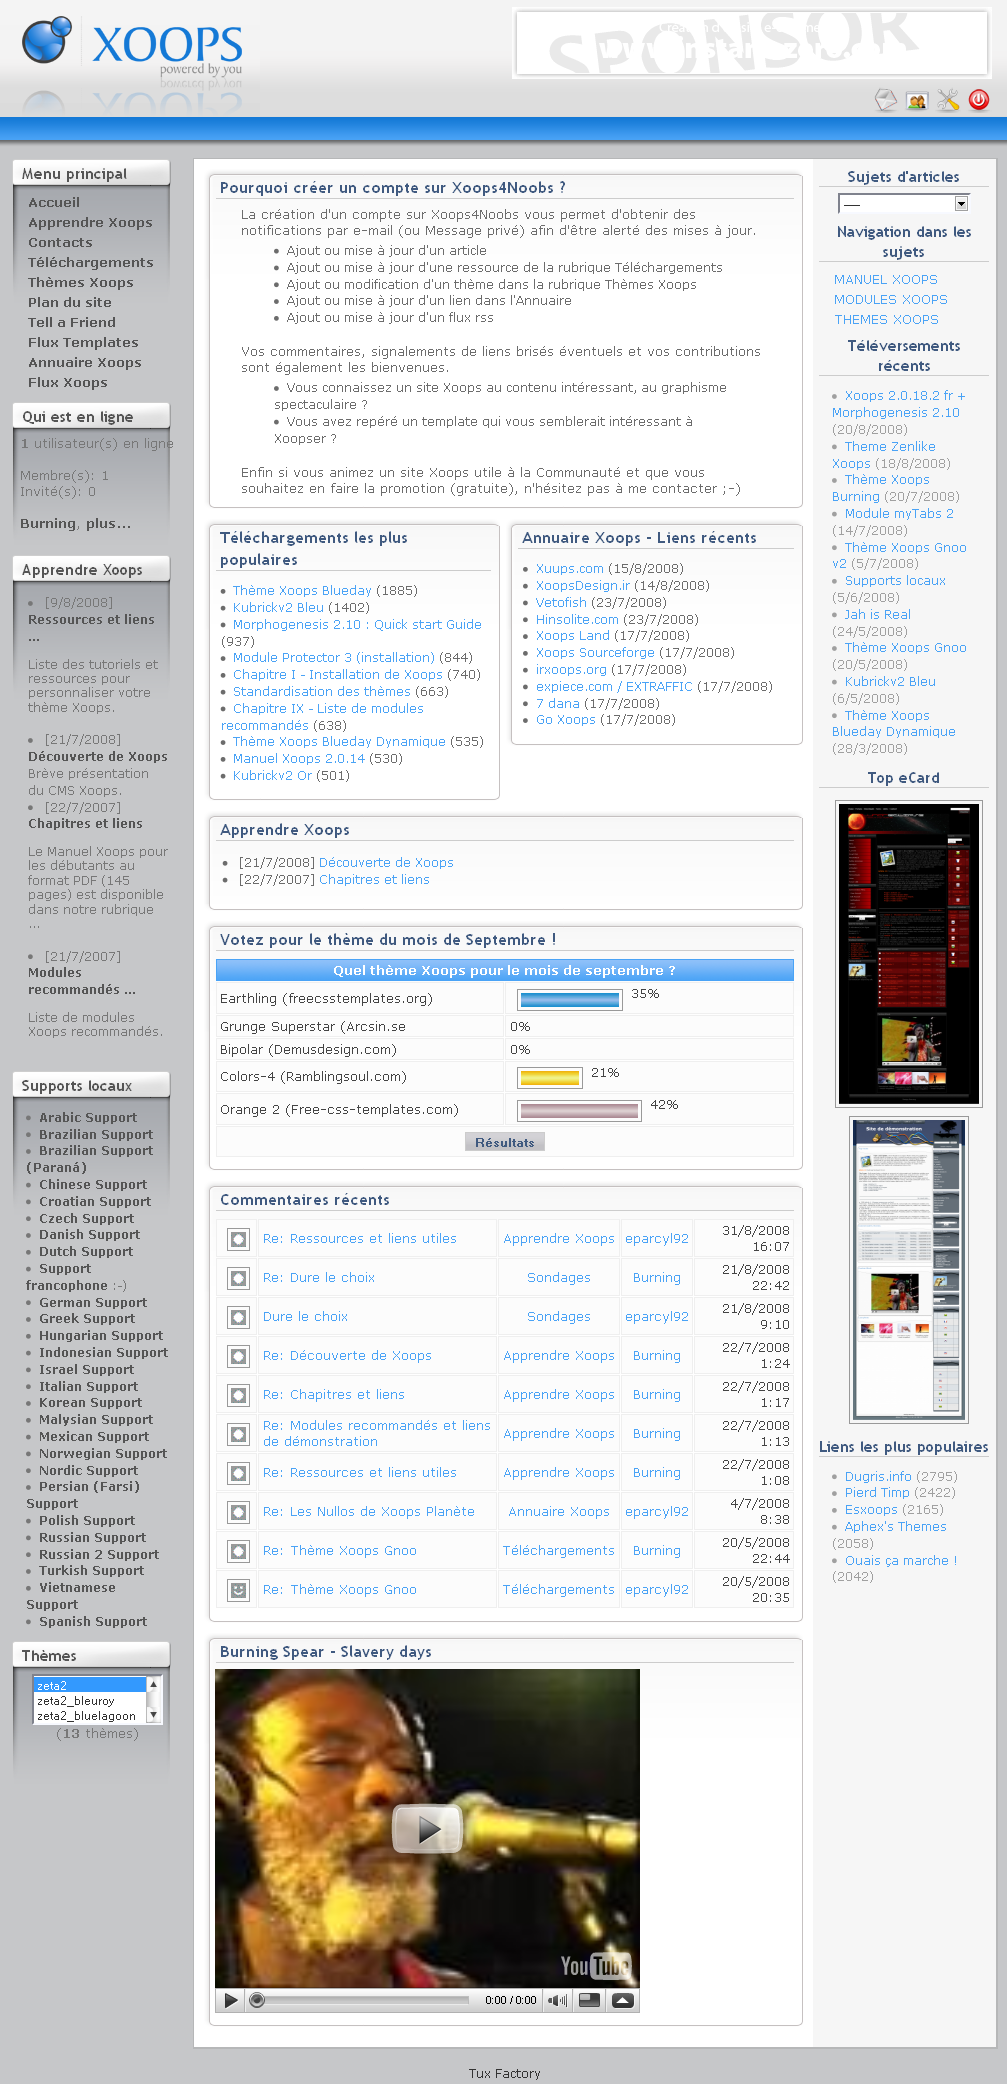 XOOPS
powered by you
SPONSOR
Menu principal
Accueil
Apprendre Xoops
Contacts
Téléchargements
Thèmes Xoops
Plan du site
Tell a Friend
Flux Templates
Annuaire Xoops
Flux Xoops
Qui est en ligne
1 utilisateur(s) en ligne
Membre(s): 1
Invité(s): 0
Burning, plus...
Apprendre Xoops
[9/8/2008]
Ressources et liens
...
Liste des tutoriels et
ressources pour
personnaliser votre
thème Xoops.
[21/7/2008]
Découverte de Xoops
Brève présentation
du CMS Xoops.
[22/7/2007]
Chapitres et liens
Le Manuel Xoops pour
les débutants au
format PDF (145
pages) est disponible
dans notre rubrique
...
[21/7/2007]
Modules
recommandés ...
Liste de modules
Xoops recommandés.
Supports locaux
Arabic Support
Brazilian Support
Brazilian Support
(Paraná)
Chinese Support
Croatian Support
Czech Support
Danish Support
Dutch Support
Support
francophone :-)
German Support
Greek Support
Hungarian Support
Indonesian Support
Israel Support
Italian Support
Korean Support
Malysian Support
Mexican Support
Norwegian Support
Nordic Support
Persian (Farsi)
Support
Polish Support
Russian Support
Russian 2 Support
Turkish Support
Vietnamese
Support
Spanish Support
Thèmes
zeta2
zeta2_bleuroy
zeta2_bluelagoon
(13 thèmes)
Pourquoi créer un compte sur Xoops4Noobs ?
La création d'un compte sur Xoops4Noobs vous permet d'obtenir des
notifications par e-mail (ou Message privé) afin d'être alerté des mises à jour.
Ajout ou mise à jour d'un article
Ajout ou mise à jour d'une ressource de la rubrique Téléchargements
Ajout ou modification d'un thème dans la rubrique Thèmes Xoops
Ajout ou mise à jour d'un lien dans l'Annuaire
Ajout ou mise à jour d'un flux rss
Vos commentaires, signalements de liens brisés éventuels et vos contributions
sont également les bienvenues.
Vous connaissez un site Xoops au contenu intéressant, au graphisme
spectaculaire ?
Vous avez repéré un template qui vous semblerait intéressant à
Xoopser ?
Enfin si vous animez un site Xoops utile à la Communauté et que vous
souhaitez en faire la promotion (gratuite), n'hésitez pas à me contacter ;-)
Téléchargements les plus
populaires
Thème Xoops Blueday (1885)
Kubrickv2 Bleu (1402)
Morphogenesis 2.10 : Quick start Guide
(937)
Module Protector 3 (installation) (844)
Chapitre I - Installation de Xoops (740)
Standardisation des thèmes (663)
Chapitre IX - Liste de modules
recommandés (638)
Thème Xoops Blueday Dynamique (535)
Manuel Xoops 2.0.14 (530)
Kubrickv2 Or (501)
Annuaire Xoops - Liens récents
Xuups.com (15/8/2008)
XoopsDesign.ir (14/8/2008)
Vetofish (23/7/2008)
Hinsolite.com (23/7/2008)
Xoops Land (17/7/2008)
Xoops Sourceforge (17/7/2008)
irxoops.org (17/7/2008)
expiece.com / EXTRAFFIC (17/7/2008)
7 dana (17/7/2008)
Go Xoops (17/7/2008)
Apprendre Xoops
[21/7/2008] Découverte de Xoops
[22/7/2007] Chapitres et liens
Votez pour le thème du mois de Septembre !
Quel thème Xoops pour le mois de septembre ?
Earthling (freecsstemplates.org) 35%
Grunge Superstar (Arcsin.se 0%
Bipolar (Demusdesign.com) 0%
Colors-4 (Ramblingsoul.com) 21%
Orange 2 (Free-css-templates.com) 42%
Résultats
Commentaires récents
Re: Ressources et liens utiles Apprendre Xoops eparcyl92 31/8/2008
16:07
Re: Dure le choix Sondages Burning 21/8/2008
22:42
Dure le choix Sondages eparcyl92 21/8/2008
9:10
Re: Découverte de Xoops Apprendre Xoops Burning 22/7/2008
1:24
Re: Chapitres et liens Apprendre Xoops Burning 22/7/2008
1:17
Re: Modules recommandés et liens
de démonstration Apprendre Xoops Burning 22/7/2008
1:13
Re: Ressources et liens utiles Apprendre Xoops Burning 22/7/2008
1:08
Re: Les Nullos de Xoops Planète Annuaire Xoops eparcyl92 4/7/2008
8:38
Re: Thème Xoops Gnoo Téléchargements Burning 20/5/2008
22:44
Re: Thème Xoops Gnoo Téléchargements eparcyl92 20/5/2008
20:35
Burning Spear - Slavery days
YouTube
0:00 / 0:00
Sujets d'articles
Navigation dans les
sujets
MANUEL XOOPS
MODULES XOOPS
THEMES XOOPS
Téléversements
récents
Xoops 2.0.18.2 fr +
Morphogenesis 2.10
(20/8/2008)
Theme Zenlike
Xoops (18/8/2008)
Thème Xoops
Burning (20/7/2008)
Module myTabs 2
(14/7/2008)
Thème Xoops Gnoo
v2 (5/7/2008)
Supports locaux
(5/6/2008)
Jah is Real
(24/5/2008)
Thème Xoops Gnoo
(20/5/2008)
Kubrickv2 Bleu
(6/5/2008)
Thème Xoops
Blueday Dynamique
(28/3/2008)
Top eCard
Site de démonstration
Liens les plus populaires
Dugris.info (2795)
Pierd Timp (2422)
Esxoops (2165)
Aphex's Themes
(2058)
Ouais ça marche !
(2042)
Tux Factory